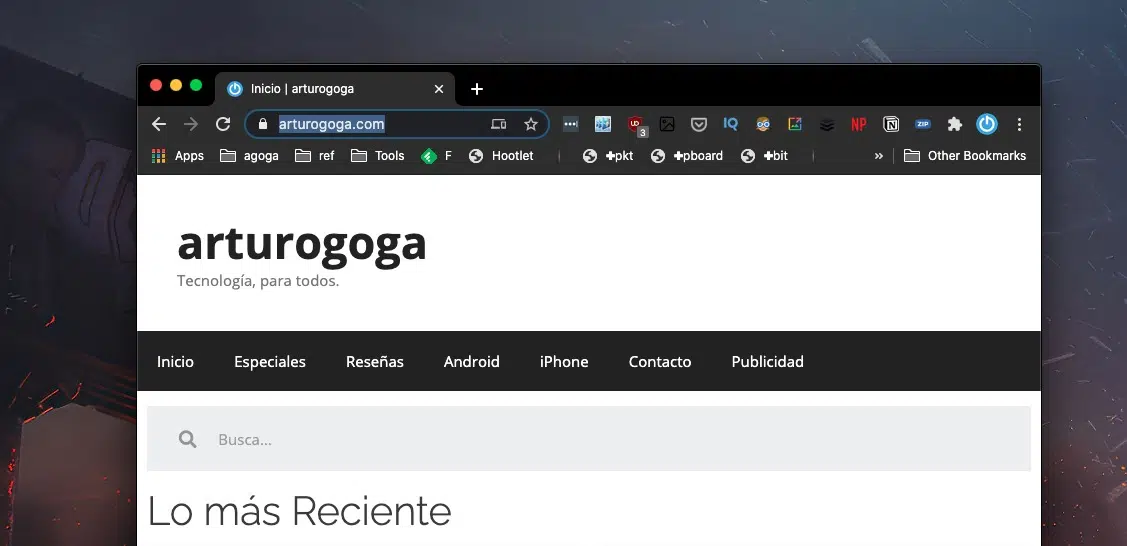 Inicio | arturogoga
arturogoga.com
UD 3 IQ NP N ZIP
Apps agoga ref Tools F Hootlet +pkt +pboard +bit » Other Bookmarks
arturogoga
Tecnología, para todos.
Inicio Especiales Reseñas Android iPhone Contacto Publicidad
Busca...
Lo más Reciente